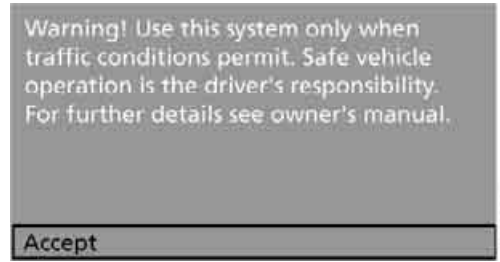 Warning! Use this system only when
traffic conditions permit. Safe vehicle
operation is the driver's responsibility.
For further details see owner's manual.
Accept